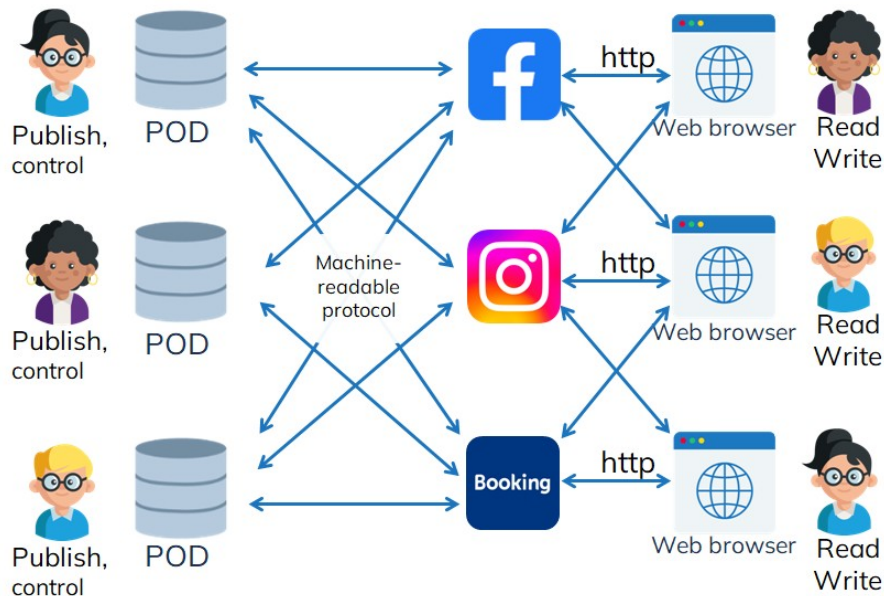 http
POD
Web browser
Publish,
control
Read
Write
Machine-
readable
protocol
http
POD
Web browser
Publish,
control
Read
Write
Booking
http
POD
Web browser
Publish,
control
Read
Write